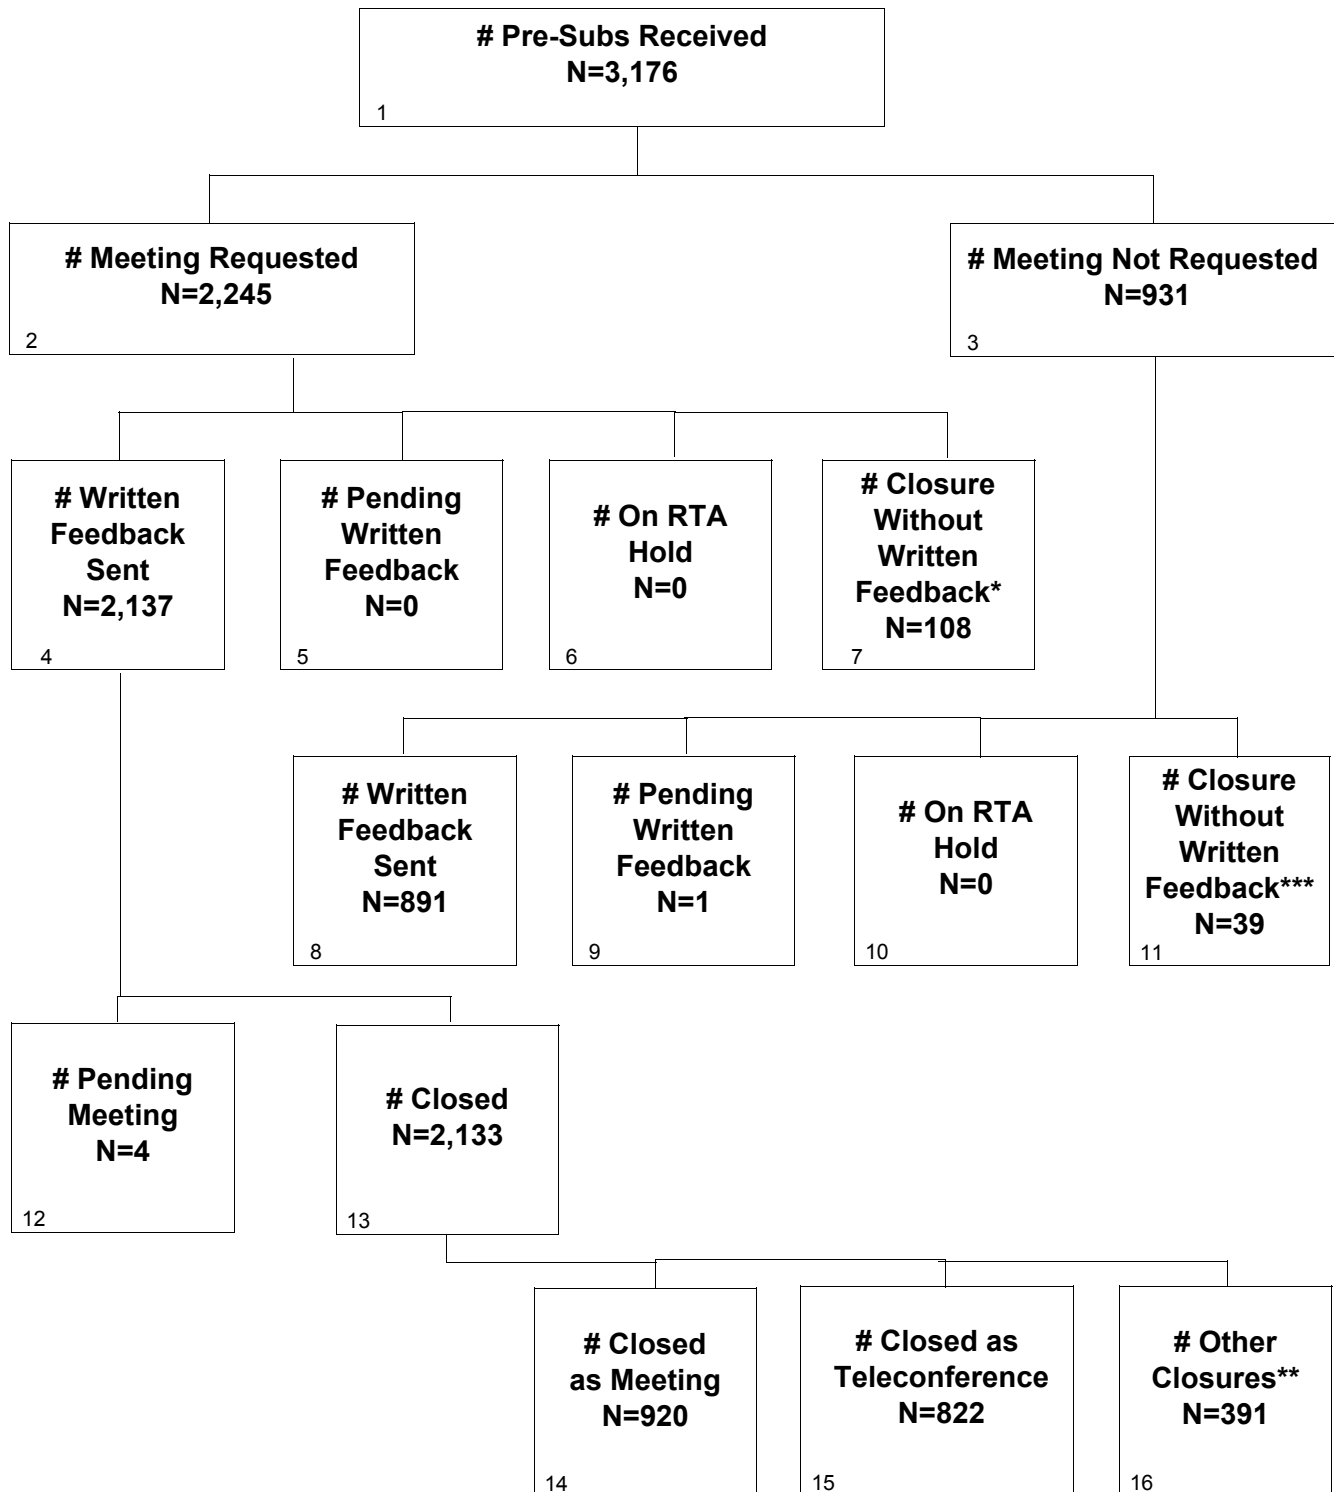 # Pre-Subs Received
N=3,176
1
# Meeting Requested
N=2,245
2
# Meeting Not Requested
N=931
3
# Written
Feedback
Sent
N=2,137
4
# Pending
Written
Feedback
N=0
5
# On RTA
Hold
N=0
6
# Closure
Without
Written
Feedback*
N=108
7
# Written
Feedback
Sent
N=891
8
# Pending
Written
Feedback
N=1
9
# On RTA
Hold
N=0
10
# Closure
Without
Written
Feedback***
N=39
11
# Pending
Meeting
N=4
12
# Closed
N=2,133
13
# Closed
as Meeting
N=920
14
# Closed as
Teleconference
N=822
15
# Other
Closures**
N=391
16